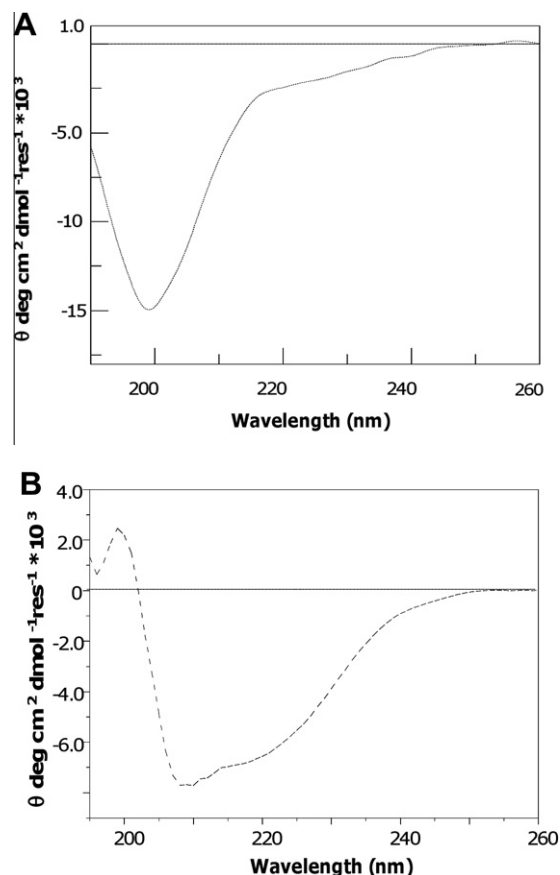 A
1.0
-5.0
-10
-15
θ deg cm² dmol⁻¹res⁻¹ *10³
200 220 240 260
Wavelength (nm)
B
4.0
2.0
0
-2.0
-4.0
-6.0
θ deg cm² dmol⁻¹res⁻¹ *10³
200 220 240 260
Wavelength (nm)